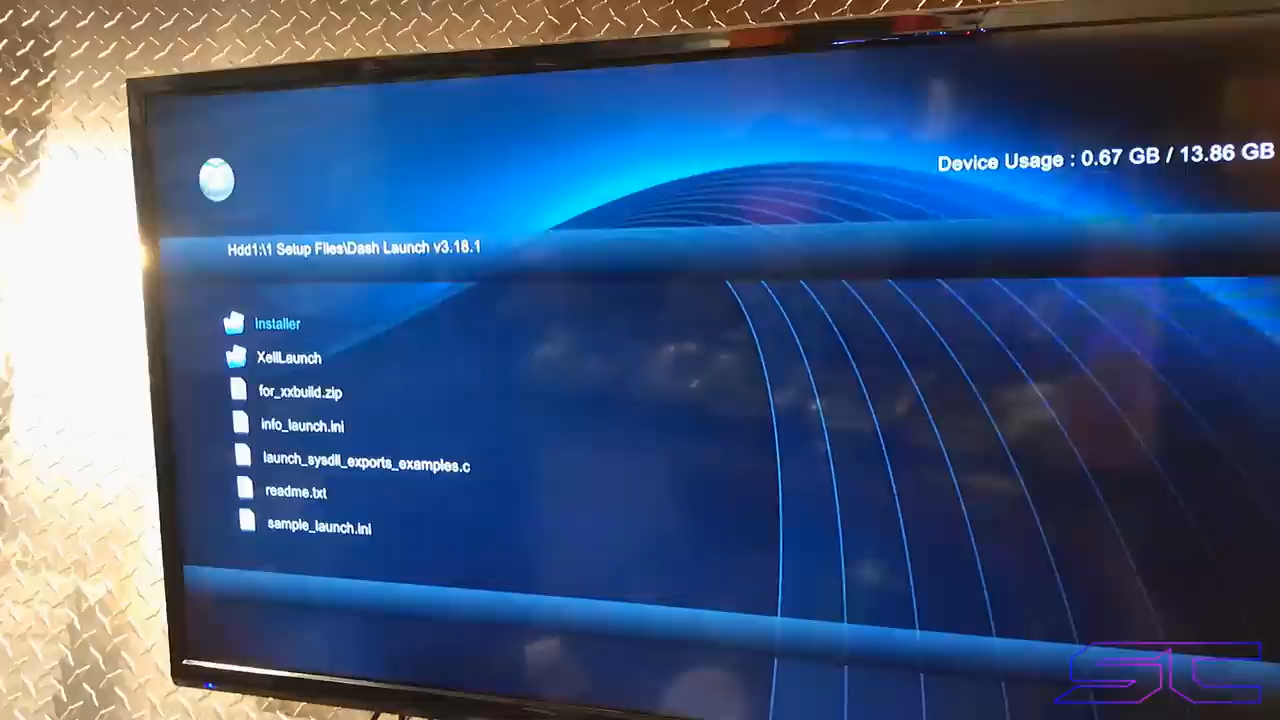 Device Usage : 0.67 GB / 13.86 GB
Hdd1:\1 Setup Files\Dash Launch v3.18.1
Installer
XellLaunch
for_xxbuild.zip
info_launch.ini
launch_sysdll_exports_examples.c
readme.txt
sample_launch.ini
SC